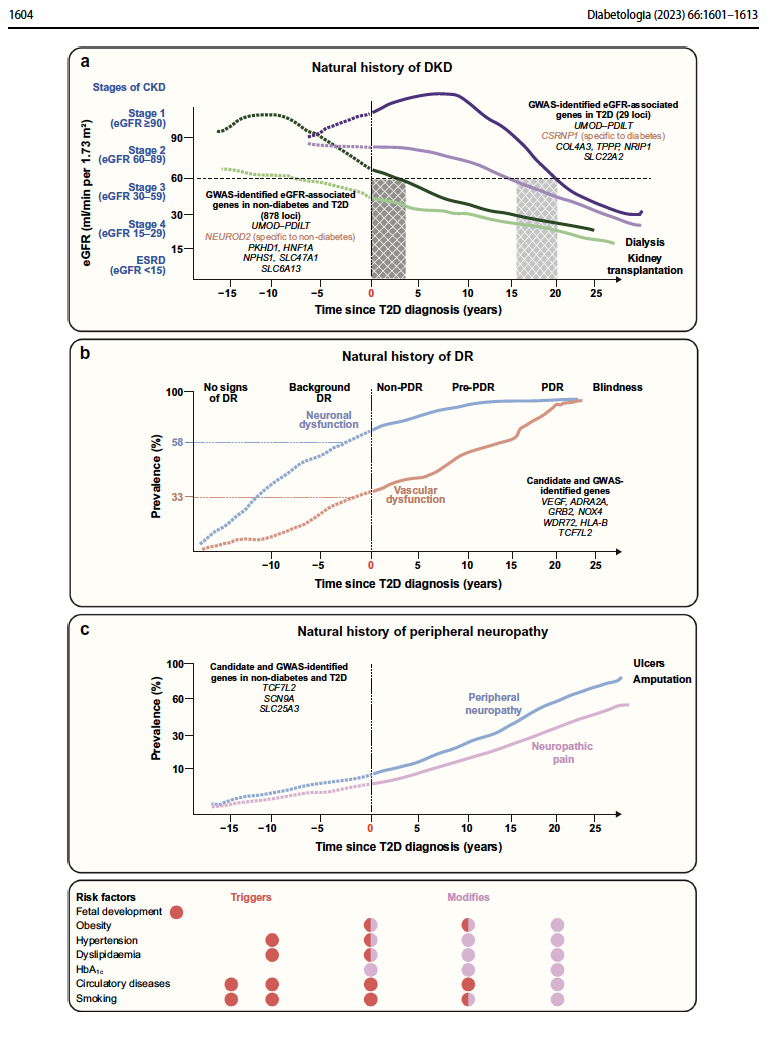 1604
Diabetologia (2023) 66:1601–1613
a
Natural history of DKD
Stages of CKD
Stage 1
(eGFR ≥90)
Stage 2
(eGFR 60–89)
Stage 3
(eGFR 30–59)
Stage 4
(eGFR 15–29)
ESRD
(eGFR <15)
eGFR (ml/min per 1.73 m²)
90
60
30
15
GWAS-identified eGFR-associated
genes in T2D (29 loci)
UMOD–PDILT
CSRNP1 (specific to diabetes)
COL4A3, TPPP, NRIP1
SLC22A2
GWAS-identified eGFR-associated
genes in non-diabetes and T2D
(878 loci)
UMOD–PDILT
NEUROD2 (specific to non-diabetes)
PKHD1, HNF1A
NPHS1, SLC47A1
SLC6A13
Dialysis
Kidney
transplantation
−15 −10 −5 0 5 10 15 20 25
Time since T2D diagnosis (years)
b
Natural history of DR
No signs
of DR
Background
DR
Non-PDR
Pre-PDR
PDR
Blindness
Prevalence (%)
100
58
33
Neuronal
dysfunction
Vascular
dysfunction
Candidate and GWAS-
identified genes
VEGF, ADRA2A,
GRB2, NOX4
WDR72, HLA-B
TCF7L2
−10 −5 0 5 10 15 20 25
Time since T2D diagnosis (years)
c
Natural history of peripheral neuropathy
Prevalence (%)
100
60
30
10
Candidate and GWAS-identified
genes in non-diabetes and T2D
TCF7L2
SCN9A
SLC25A3
Peripheral
neuropathy
Neuropathic
pain
Ulcers
Amputation
−15 −10 −5 0 5 10 15 20 25
Time since T2D diagnosis (years)
Risk factors Triggers Modifies
Fetal development
Obesity
Hypertension
Dyslipidaemia
HbA1c
Circulatory diseases
Smoking